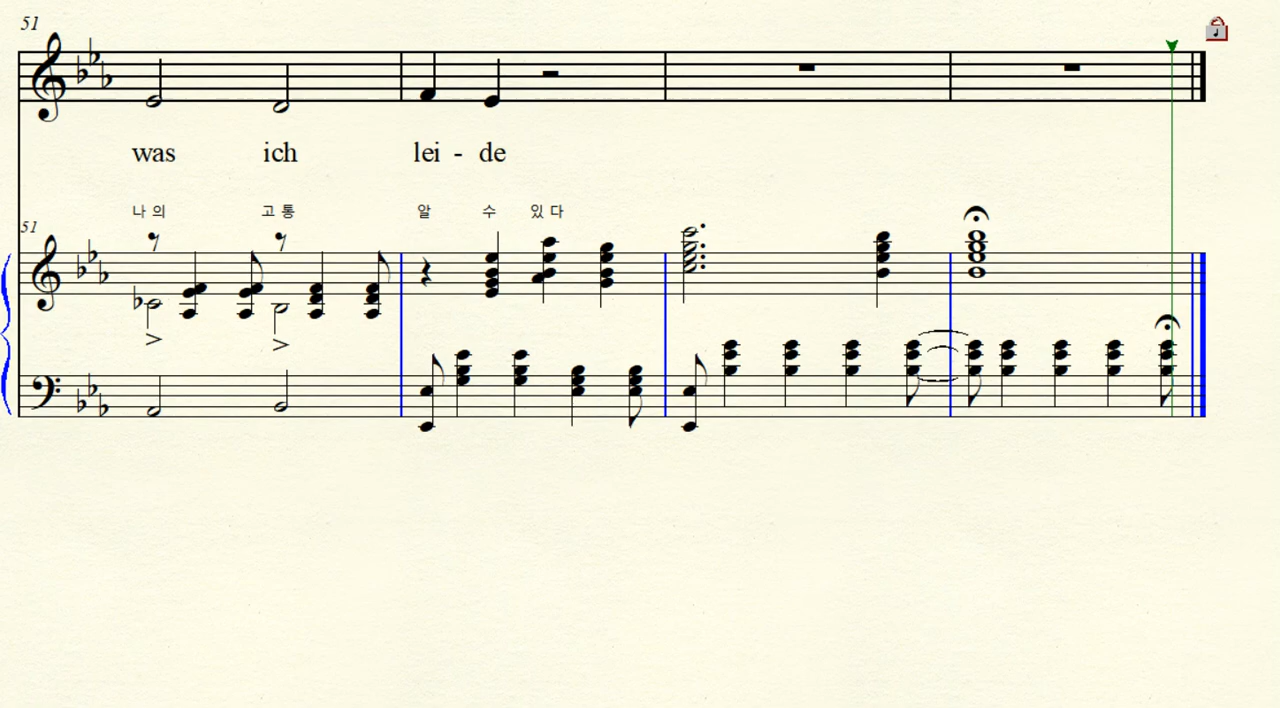 51
was ich lei - de
나 의 고 통 알 수 있 다
51